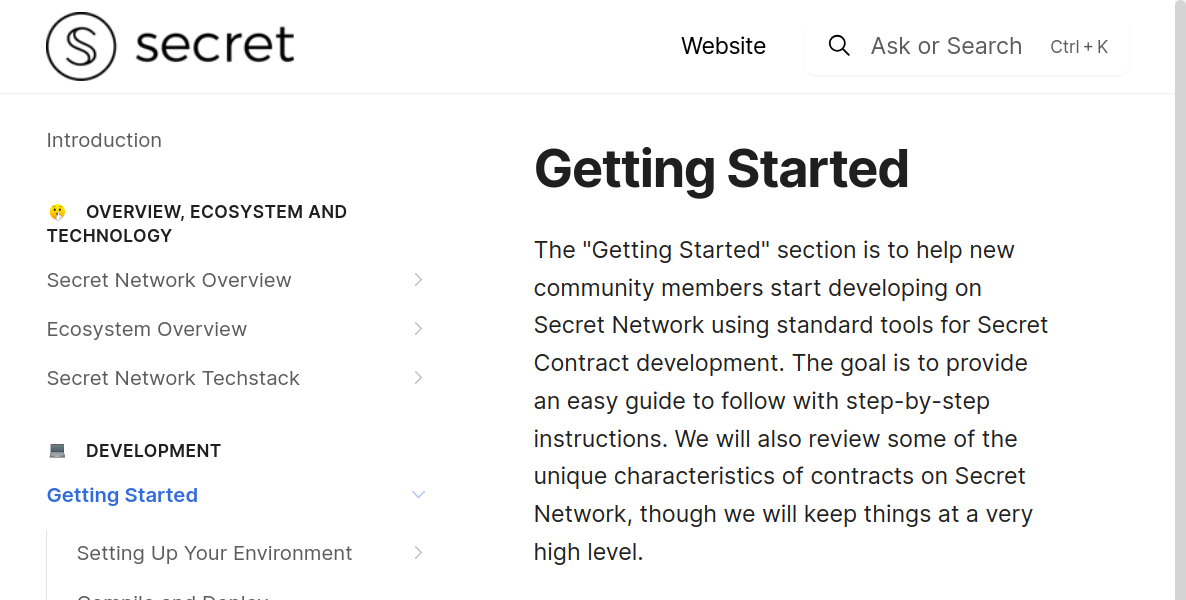 secret
Website
Ask or Search Ctrl + K
Introduction
OVERVIEW, ECOSYSTEM AND
TECHNOLOGY
Secret Network Overview
Ecosystem Overview
Secret Network Techstack
DEVELOPMENT
Getting Started
Setting Up Your Environment
Compile and Deploy
Getting Started
The "Getting Started" section is to help new
community members start developing on
Secret Network using standard tools for Secret
Contract development. The goal is to provide
an easy guide to follow with step-by-step
instructions. We will also review some of the
unique characteristics of contracts on Secret
Network, though we will keep things at a very
high level.